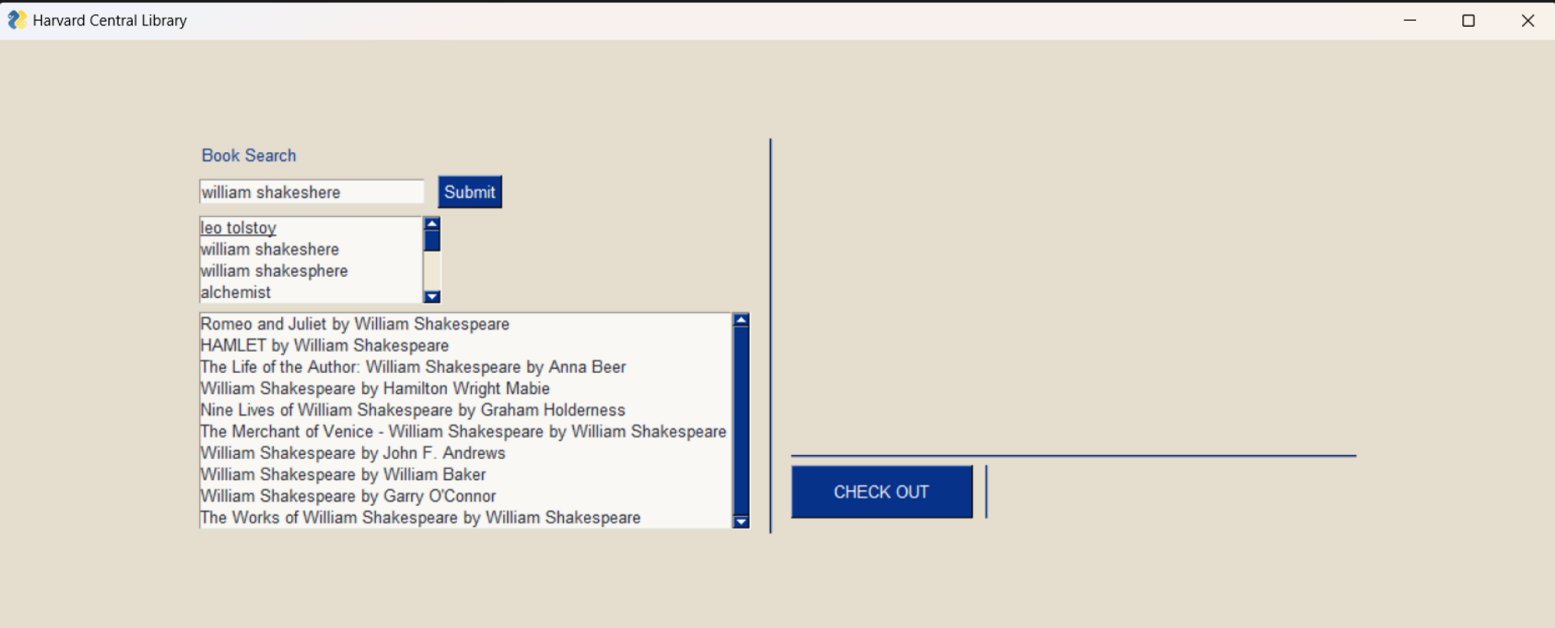 Harvard Central Library
Book Search
william shakeshere
Submit
leo tolstoy
william shakeshere
william shakesphere
alchemist
Romeo and Juliet by William Shakespeare
HAMLET by William Shakespeare
The Life of the Author: William Shakespeare by Anna Beer
William Shakespeare by Hamilton Wright Mabie
Nine Lives of William Shakespeare by Graham Holderness
The Merchant of Venice - William Shakespeare by William Shakespeare
William Shakespeare by John F. Andrews
William Shakespeare by William Baker
William Shakespeare by Garry O'Connor
The Works of William Shakespeare by William Shakespeare
CHECK OUT